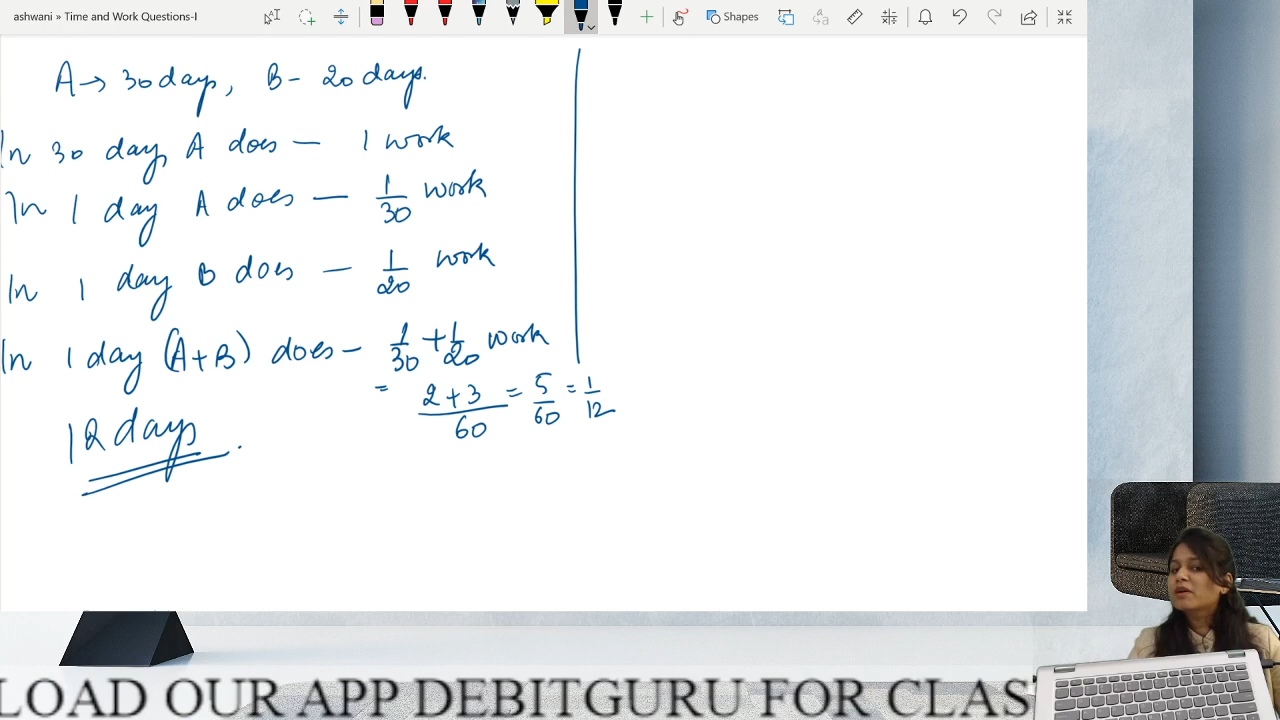 ashwani » Time and Work Questions-I
Shapes
A → 30 days, B - 20 days.
In 30 days A does — 1 work
In 1 day A does — 1/30 work
In 1 day B does — 1/20 work
In 1 day (A+B) does - 1/30 + 1/20 work
= 2+3/60 = 5/60 = 1/12
12 days
LOAD OUR APP DEBITGURU FOR CLAS